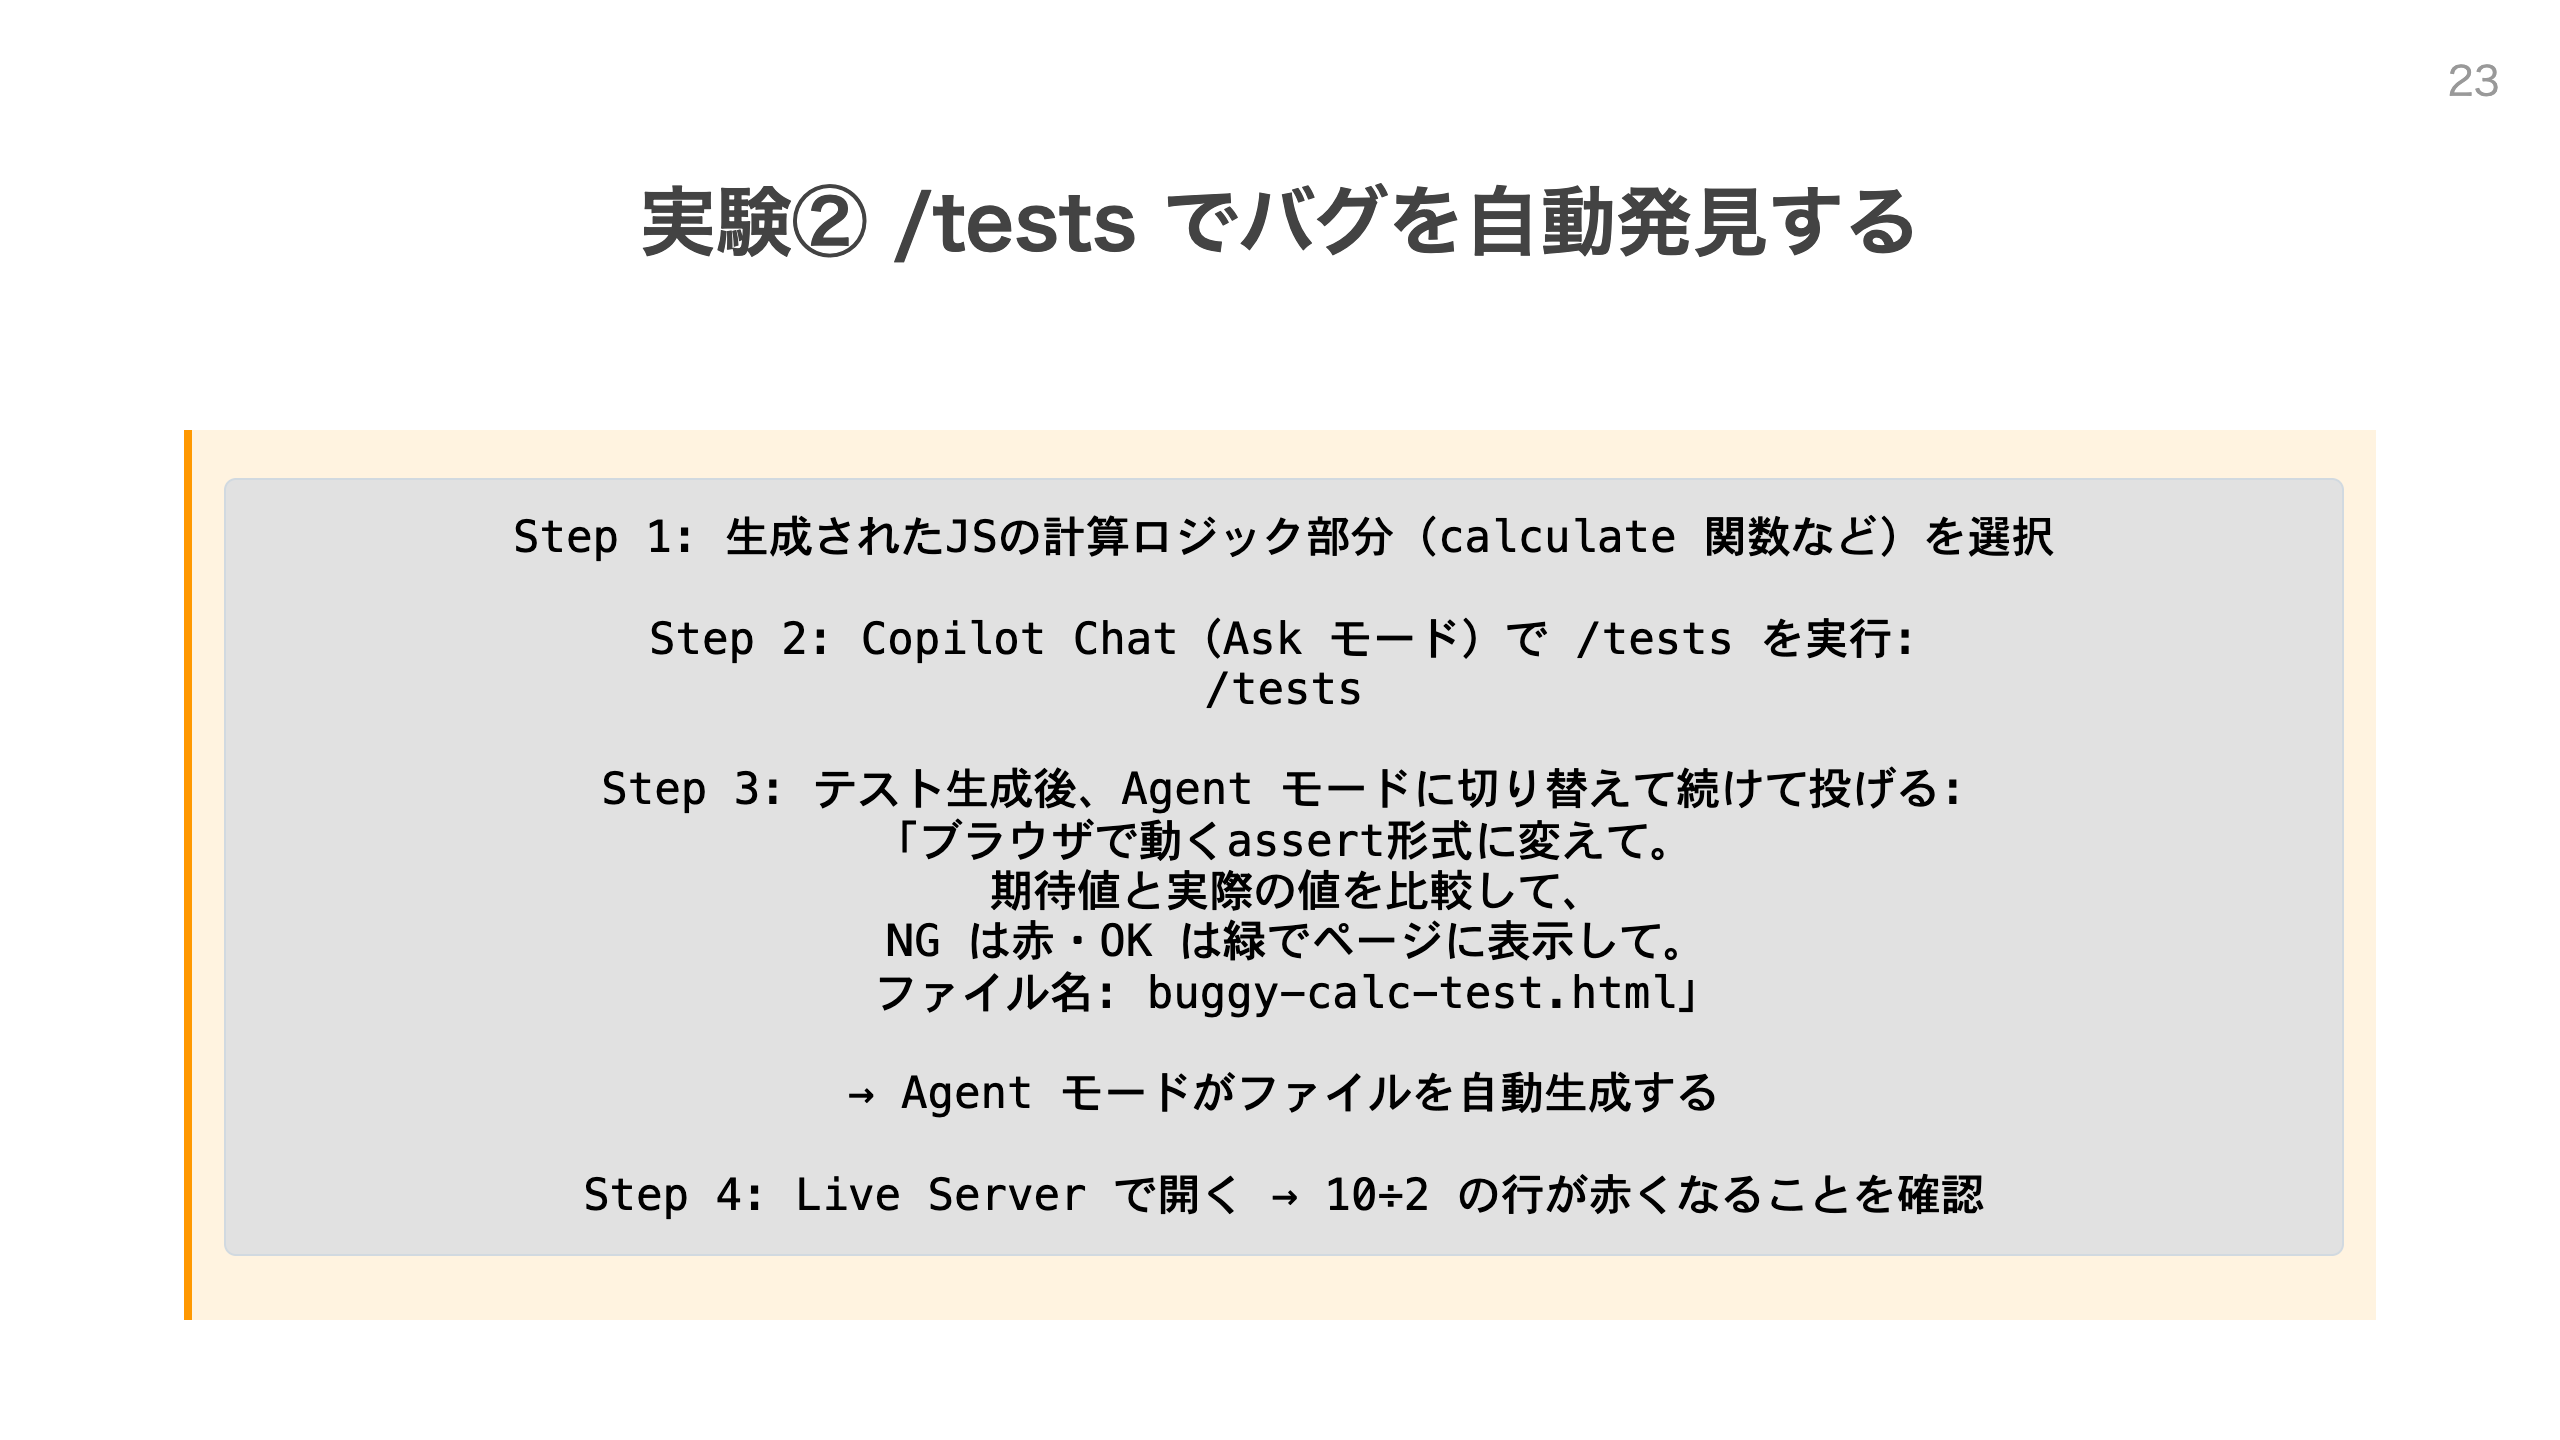 23
実験② /tests でバグを自動発見する
Step 1: 生成されたJSの計算ロジック部分（calculate 関数など）を選択
Step 2: Copilot Chat（Ask モード）で /tests を実行:
/tests
Step 3: テスト生成後、Agent モードに切り替えて続けて投げる:
「ブラウザで動くassert形式に変えて。
期待値と実際の値を比較して、
NG は赤・OK は緑でページに表示して。
ファイル名: buggy-calc-test.html」
→ Agent モードがファイルを自動生成する
Step 4: Live Server で開く → 10÷2 の行が赤くなることを確認